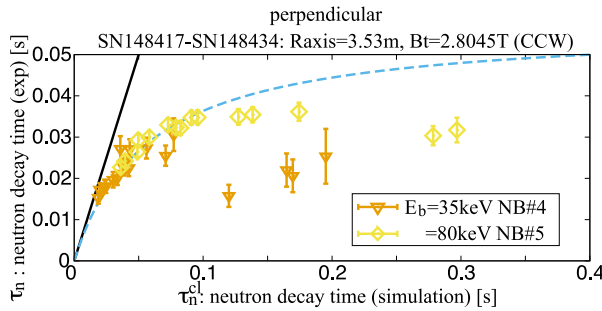 perpendicular
SN148417-SN148434: Raxis=3.53m, Bt=2.8045T (CCW)
τn : neutron decay time (exp) [s]
0.05
0.04
0.03
0.02
0.01
0
Eb=35keV NB#4
=80keV NB#5
0 0.1 0.2 0.3 0.4
τn^cl: neutron decay time (simulation) [s]